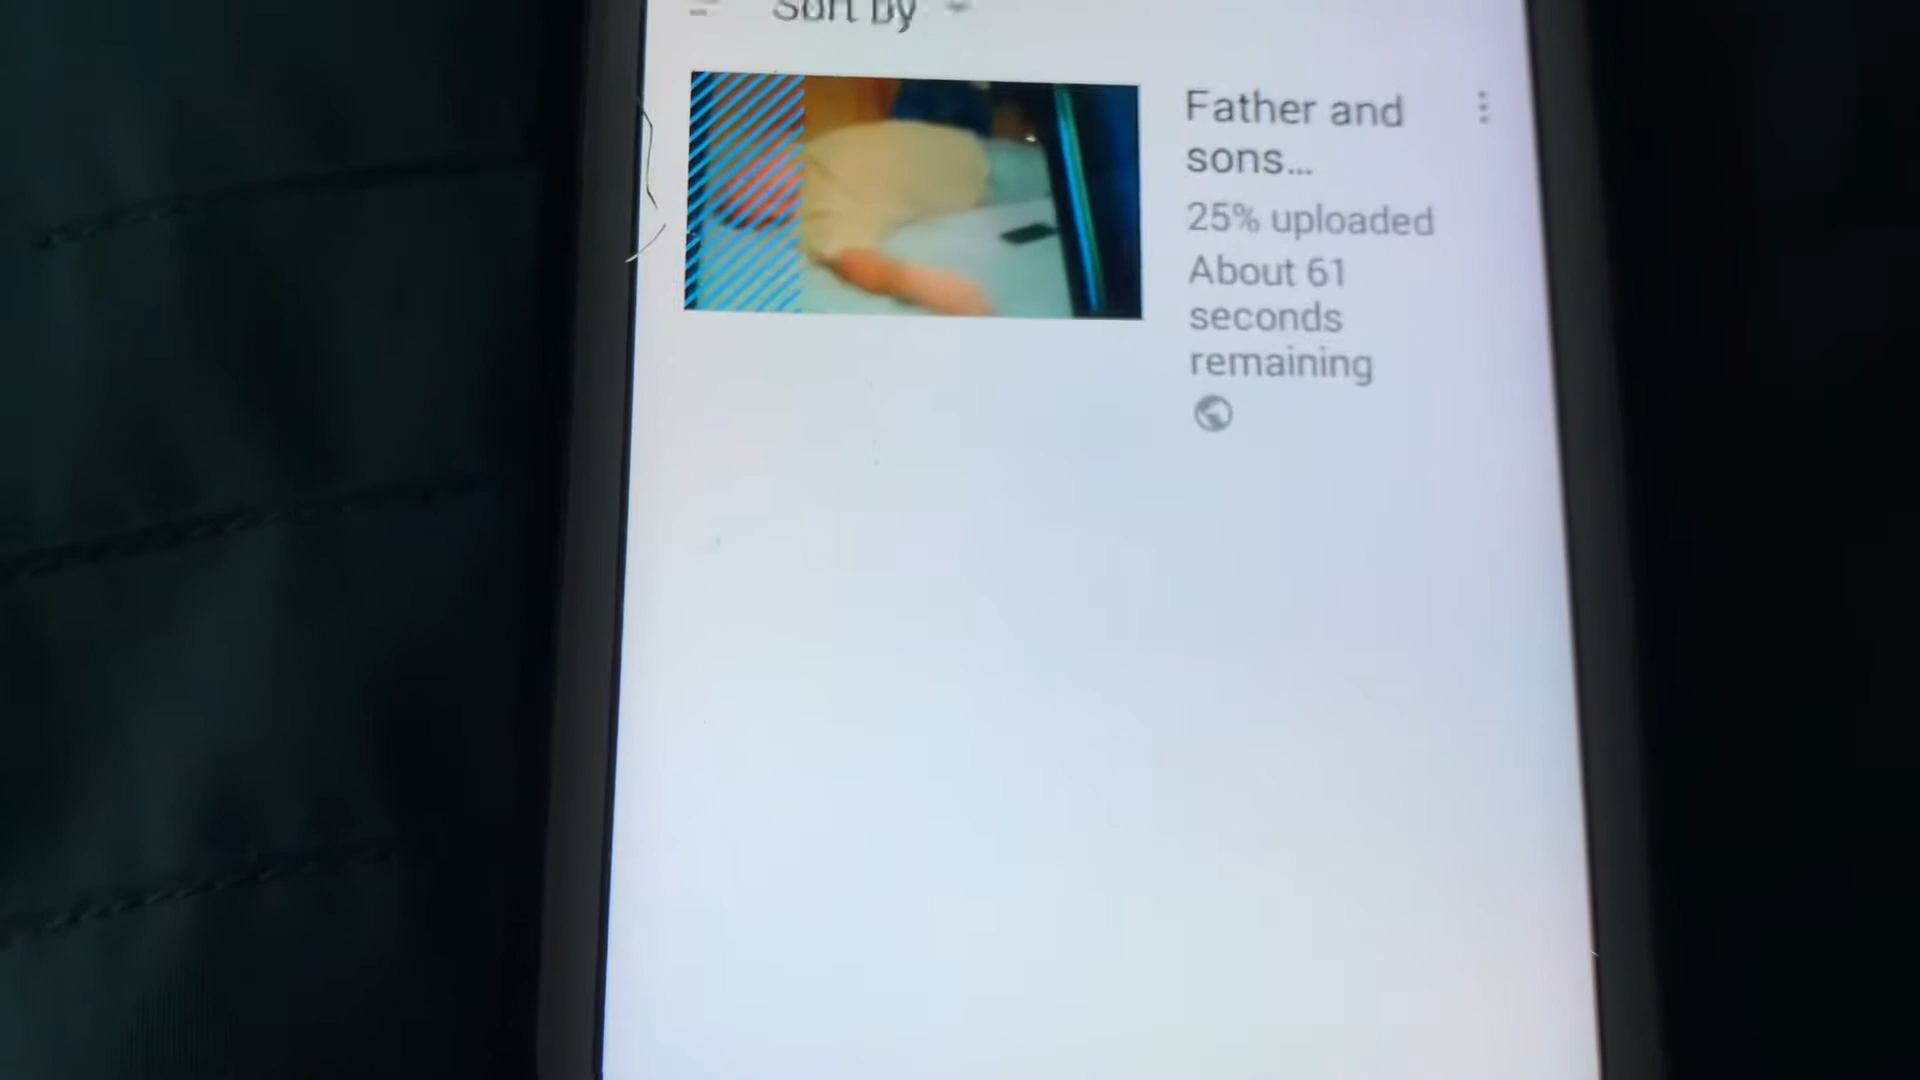 Sort by
Father and
sons...
25% uploaded
About 61
seconds
remaining